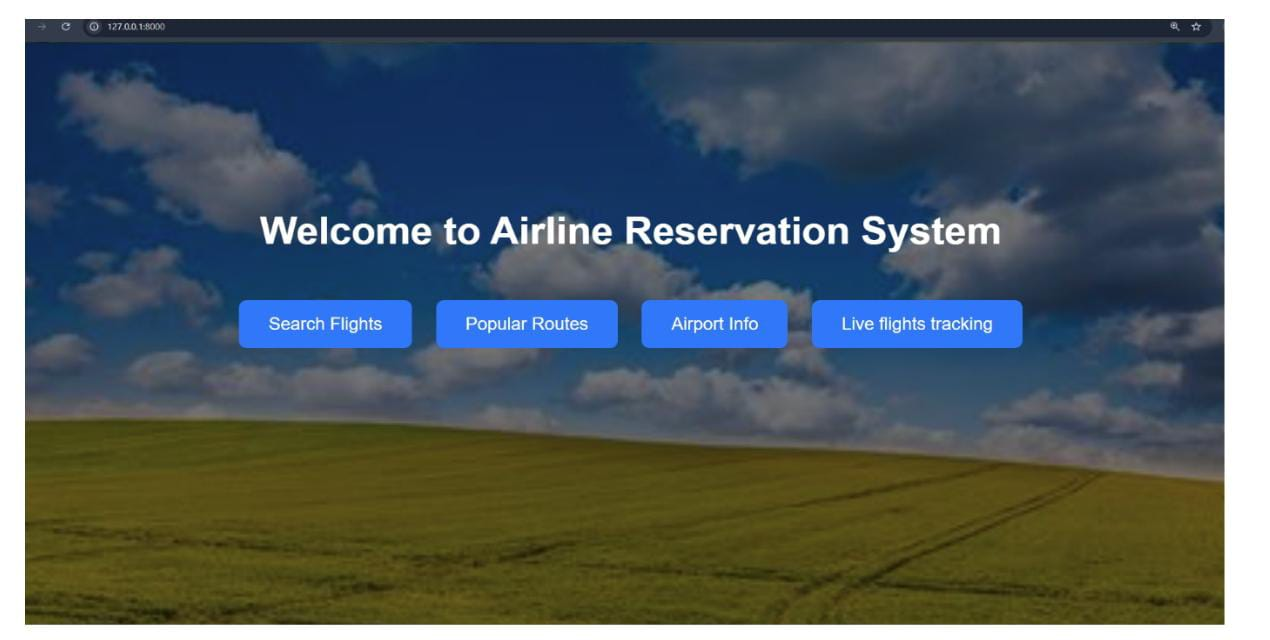 127.0.0.1:8000
Welcome to Airline Reservation System
Search Flights Popular Routes Airport Info Live flights tracking